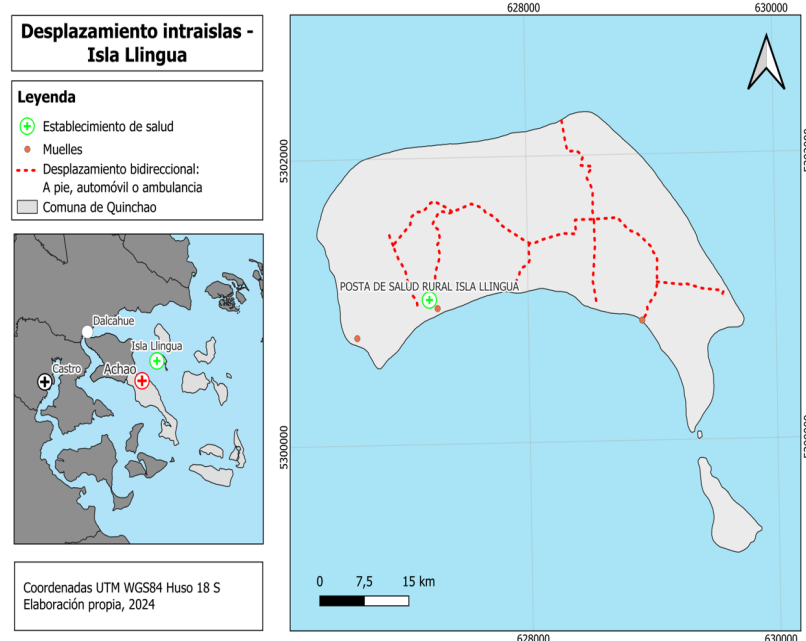 Desplazamiento intraislas -
Isla Llingua
Leyenda
Establecimiento de salud
Muelles
Desplazamiento bidireccional:
A pie, automóvil o ambulancia
Comuna de Quinchao
Dalcahue
Isla Llingua
Castro
Achao
Coordenadas UTM WGS84 Huso 18 S
Elaboración propia, 2024
628000
630000
5302000
5300000
POSTA DE SALUD RURAL ISLA LLINGUA
0 7,5 15 km
628000
630000